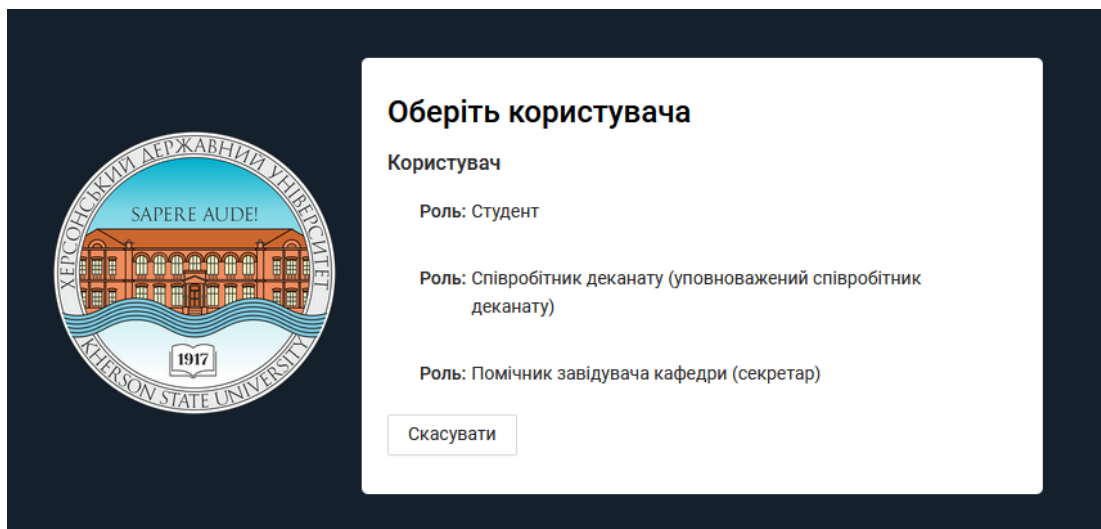 ХЕРСОНСЬКИЙ ДЕРЖАВНИЙ УНІВЕРСИТЕТ
SAPERE AUDE!
1917
KHERSON STATE UNIVERSITY
Оберіть користувача
Користувач
Роль: Студент
Роль: Співробітник деканату (уповноважений співробітник
деканату)
Роль: Помічник завідувача кафедри (секретар)
Скасувати